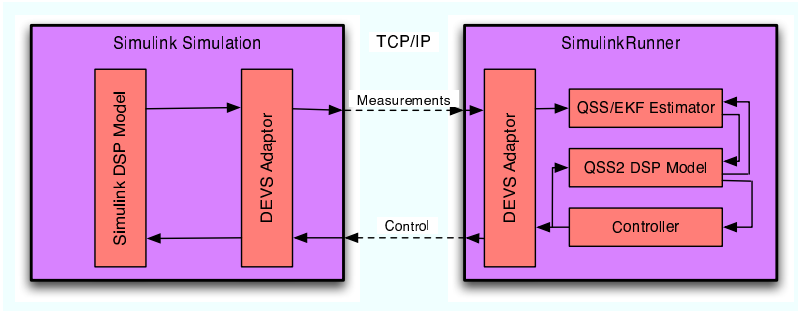 Simulink Simulation
TCP/IP
SimulinkRunner
Simulink DSP Model
DEVS Adaptor
Measurements
Control
DEVS Adaptor
QSS/EKF Estimator
QSS2 DSP Model
Controller